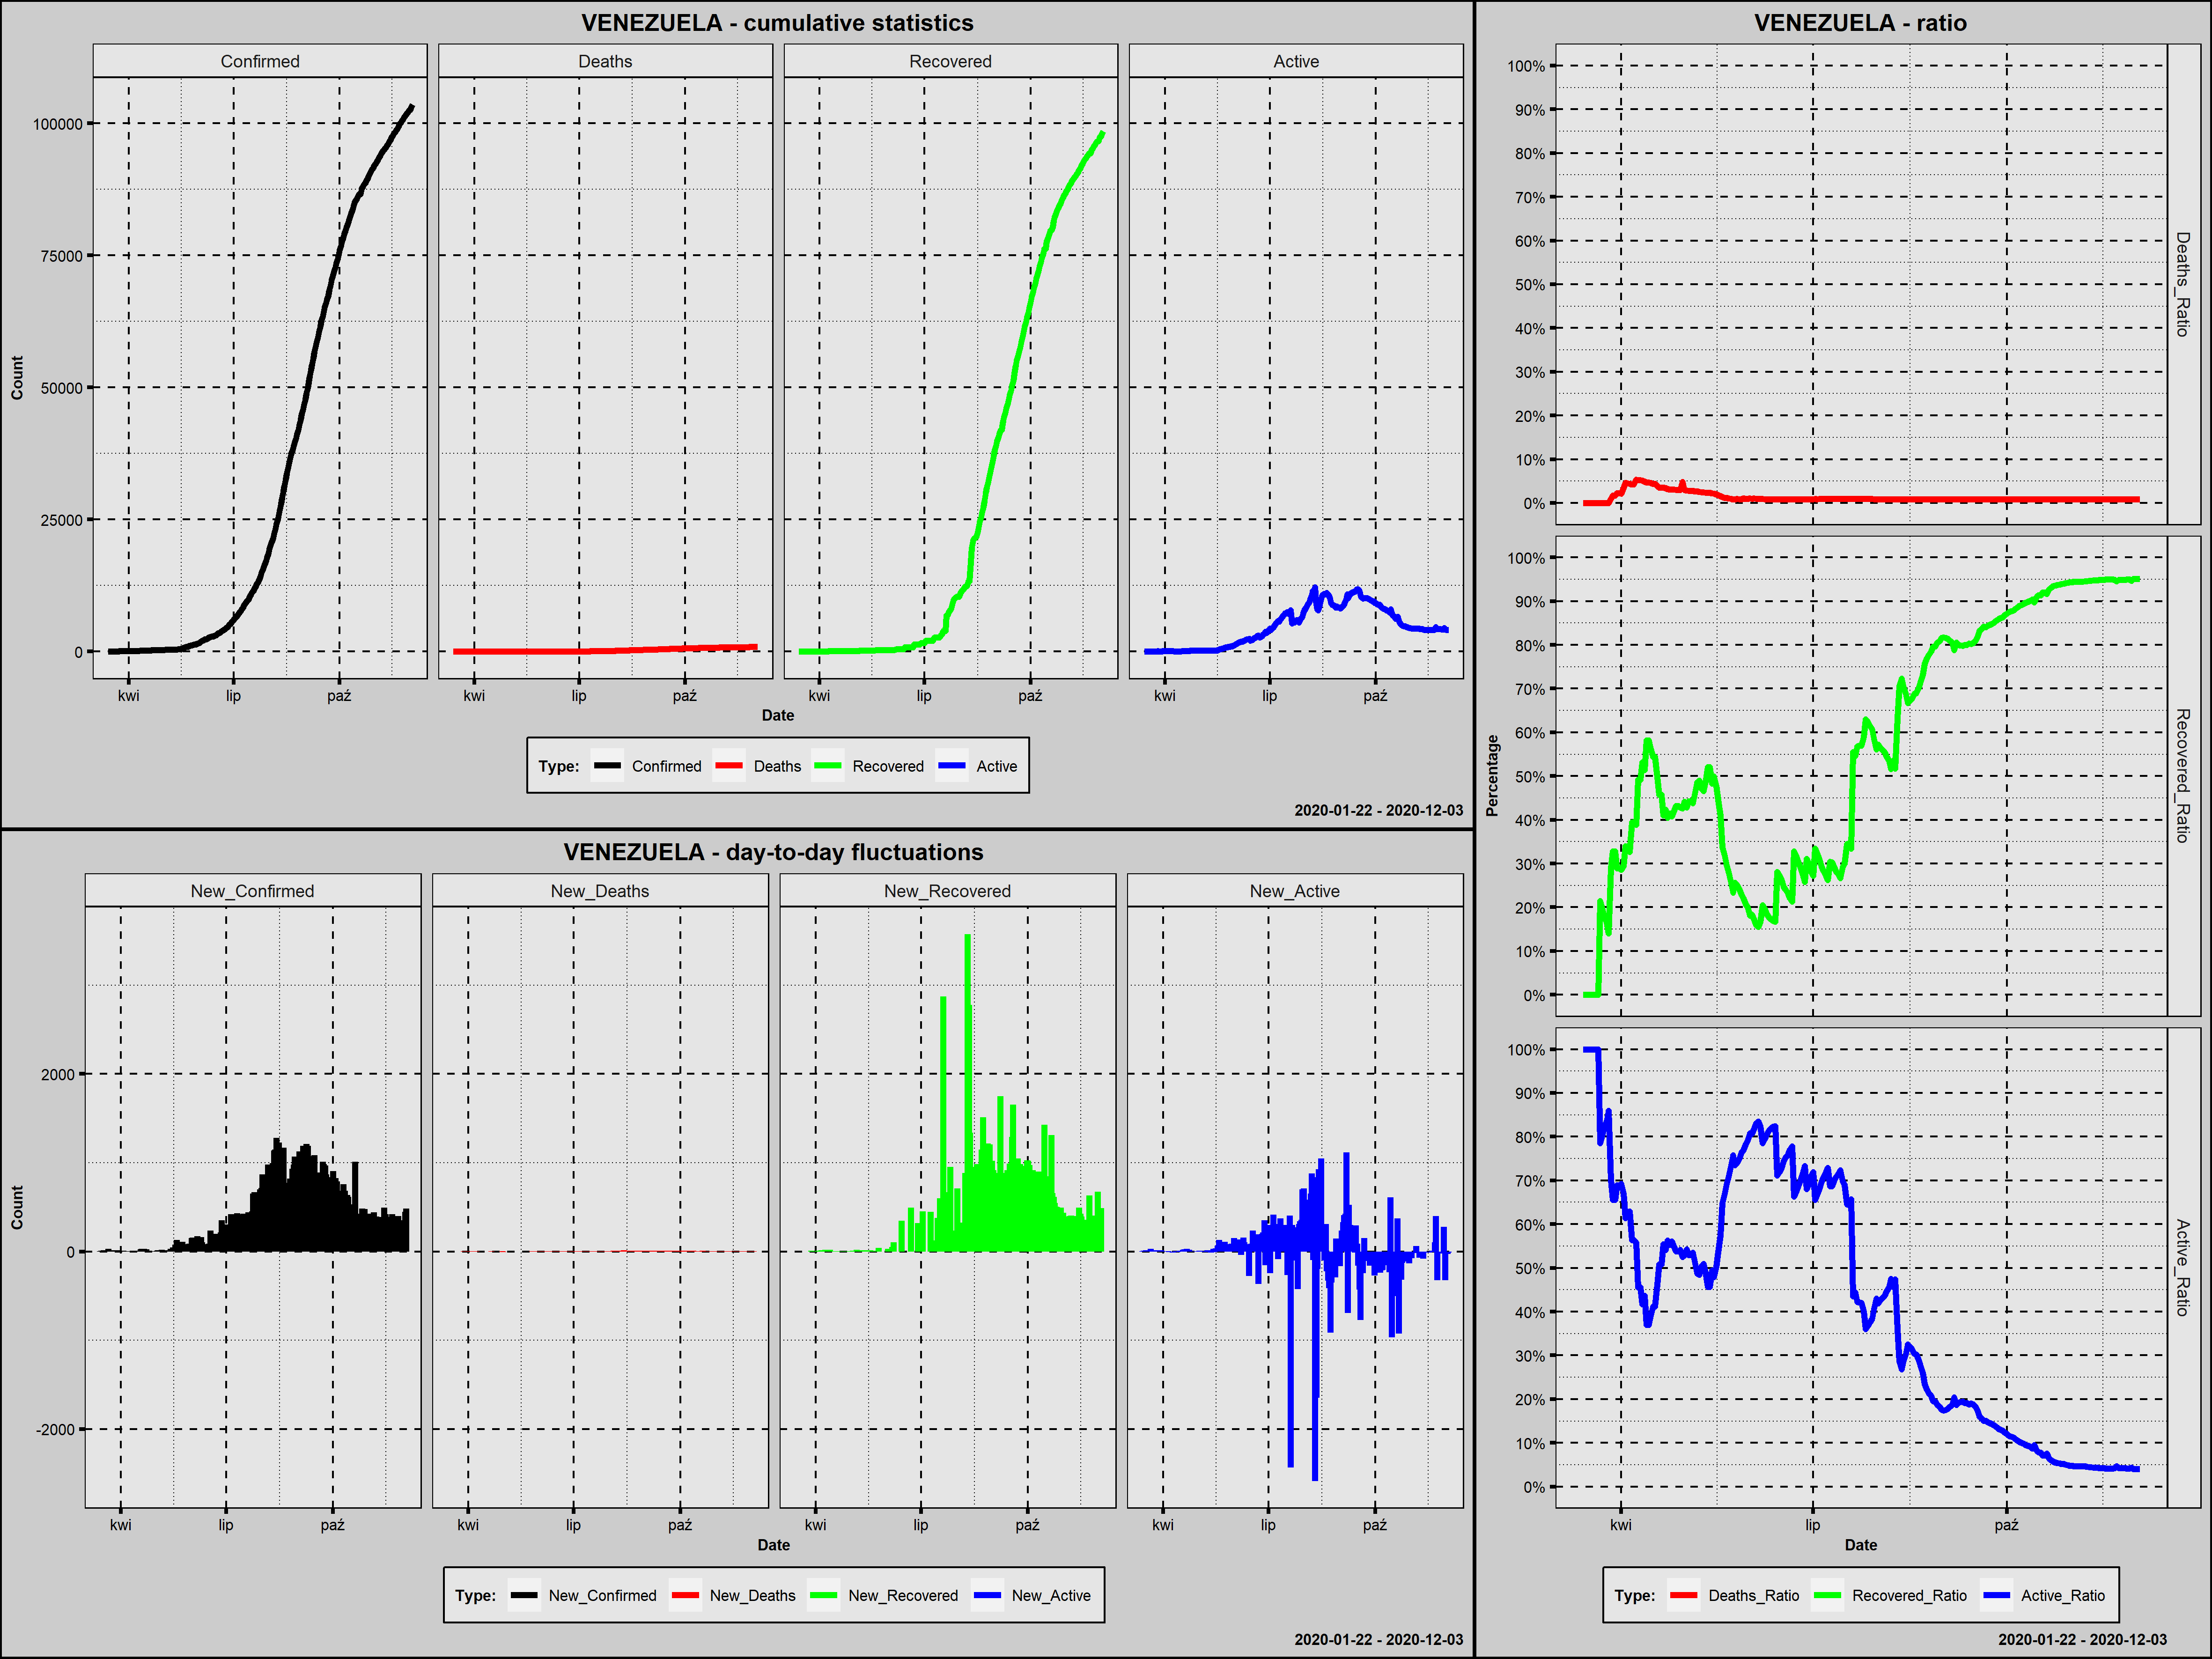 VENEZUELA - cumulative statistics
Confirmed Deaths Recovered Active
Count
100000
75000
50000
25000
0
kwi lip paź kwi lip paź kwi lip paź kwi lip paź
Date
Type: Confirmed Deaths Recovered Active
2020-01-22 - 2020-12-03
VENEZUELA - day-to-day fluctuations
New_Confirmed New_Deaths New_Recovered New_Active
Count
2000
0
-2000
kwi lip paź kwi lip paź kwi lip paź kwi lip paź
Date
Type: New_Confirmed New_Deaths New_Recovered New_Active
2020-01-22 - 2020-12-03
VENEZUELA - ratio
Percentage
100%
90%
80%
70%
60%
50%
40%
30%
20%
10%
0%
Deaths_Ratio
100%
90%
80%
70%
60%
50%
40%
30%
20%
10%
0%
Recovered_Ratio
100%
90%
80%
70%
60%
50%
40%
30%
20%
10%
0%
Active_Ratio
kwi lip paź
Date
Type: Deaths_Ratio Recovered_Ratio Active_Ratio
2020-01-22 - 2020-12-03